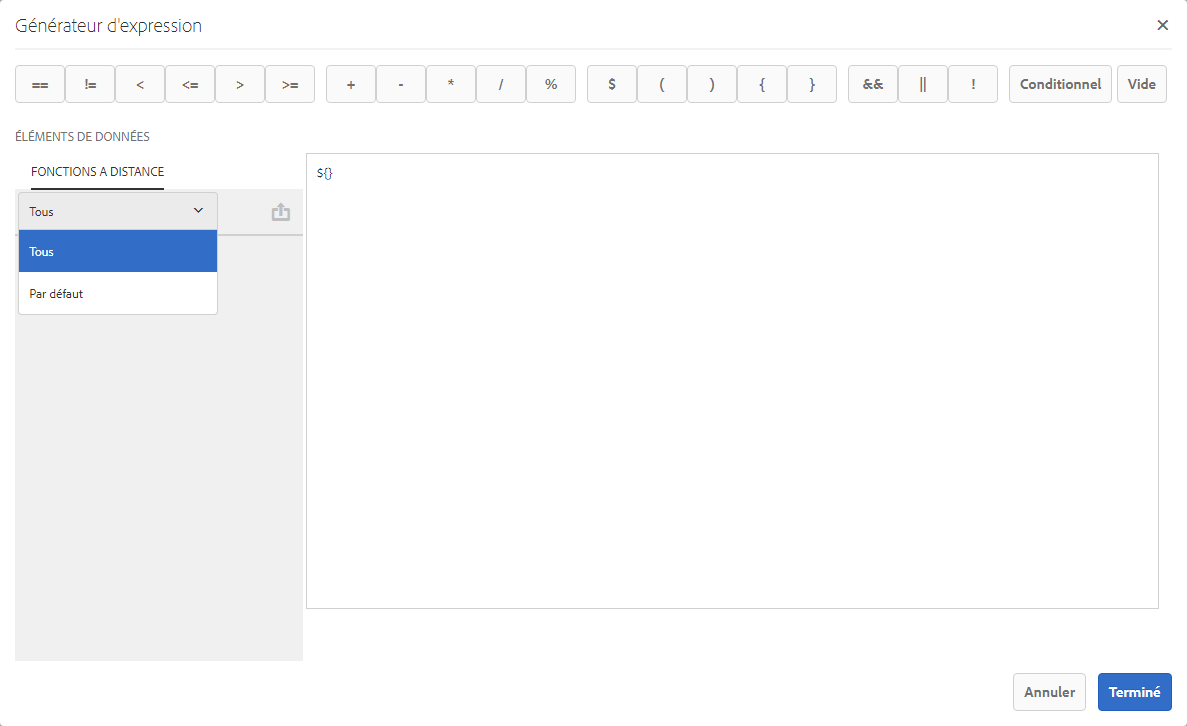 Générateur d'expression
== != < <= > >= + - * / % $ ( ) { } && || ! Conditionnel Vide
ÉLÉMENTS DE DONNÉES
FONCTIONS A DISTANCE
${}
Tous
Tous
Par défaut
Annuler Terminé